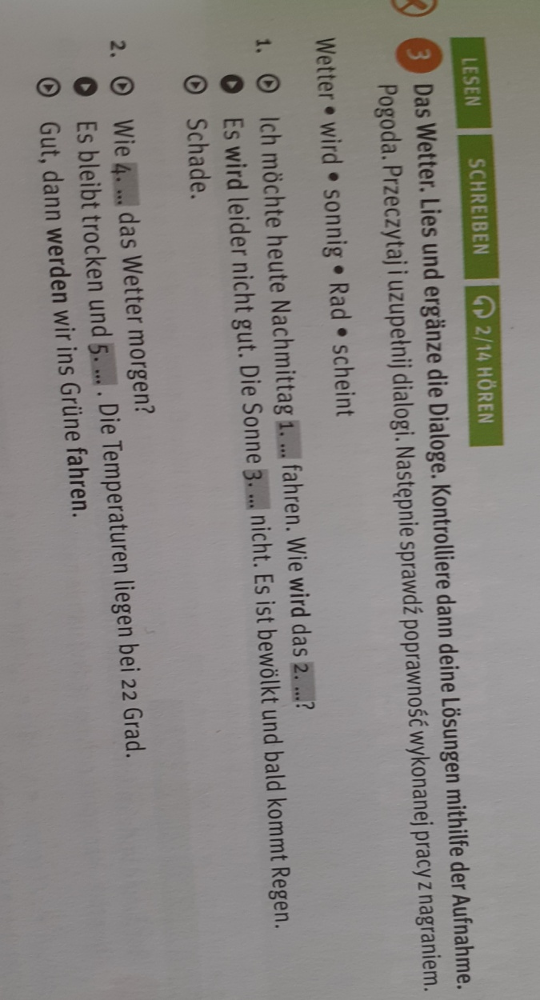 LESEN SCHREIBEN 2/14 HÖREN
3 Das Wetter. Lies und ergänze die Dialoge. Kontrolliere dann deine Lösungen mithilfe der Aufnahme.
Pogoda. Przeczytaj i uzupełnij dialogi. Następnie sprawdź poprawność wykonanej pracy z nagraniem.
Wetter • wird • sonnig • Rad • scheint
1. Ich möchte heute Nachmittag 1. ... fahren. Wie wird das 2. ...?
Es wird leider nicht gut. Die Sonne 3. ... nicht. Es ist bewölkt und bald kommt Regen.
Schade.
2. Wie 4. ... das Wetter morgen?
Es bleibt trocken und 5. ... . Die Temperaturen liegen bei 22 Grad.
Gut, dann werden wir ins Grüne fahren.